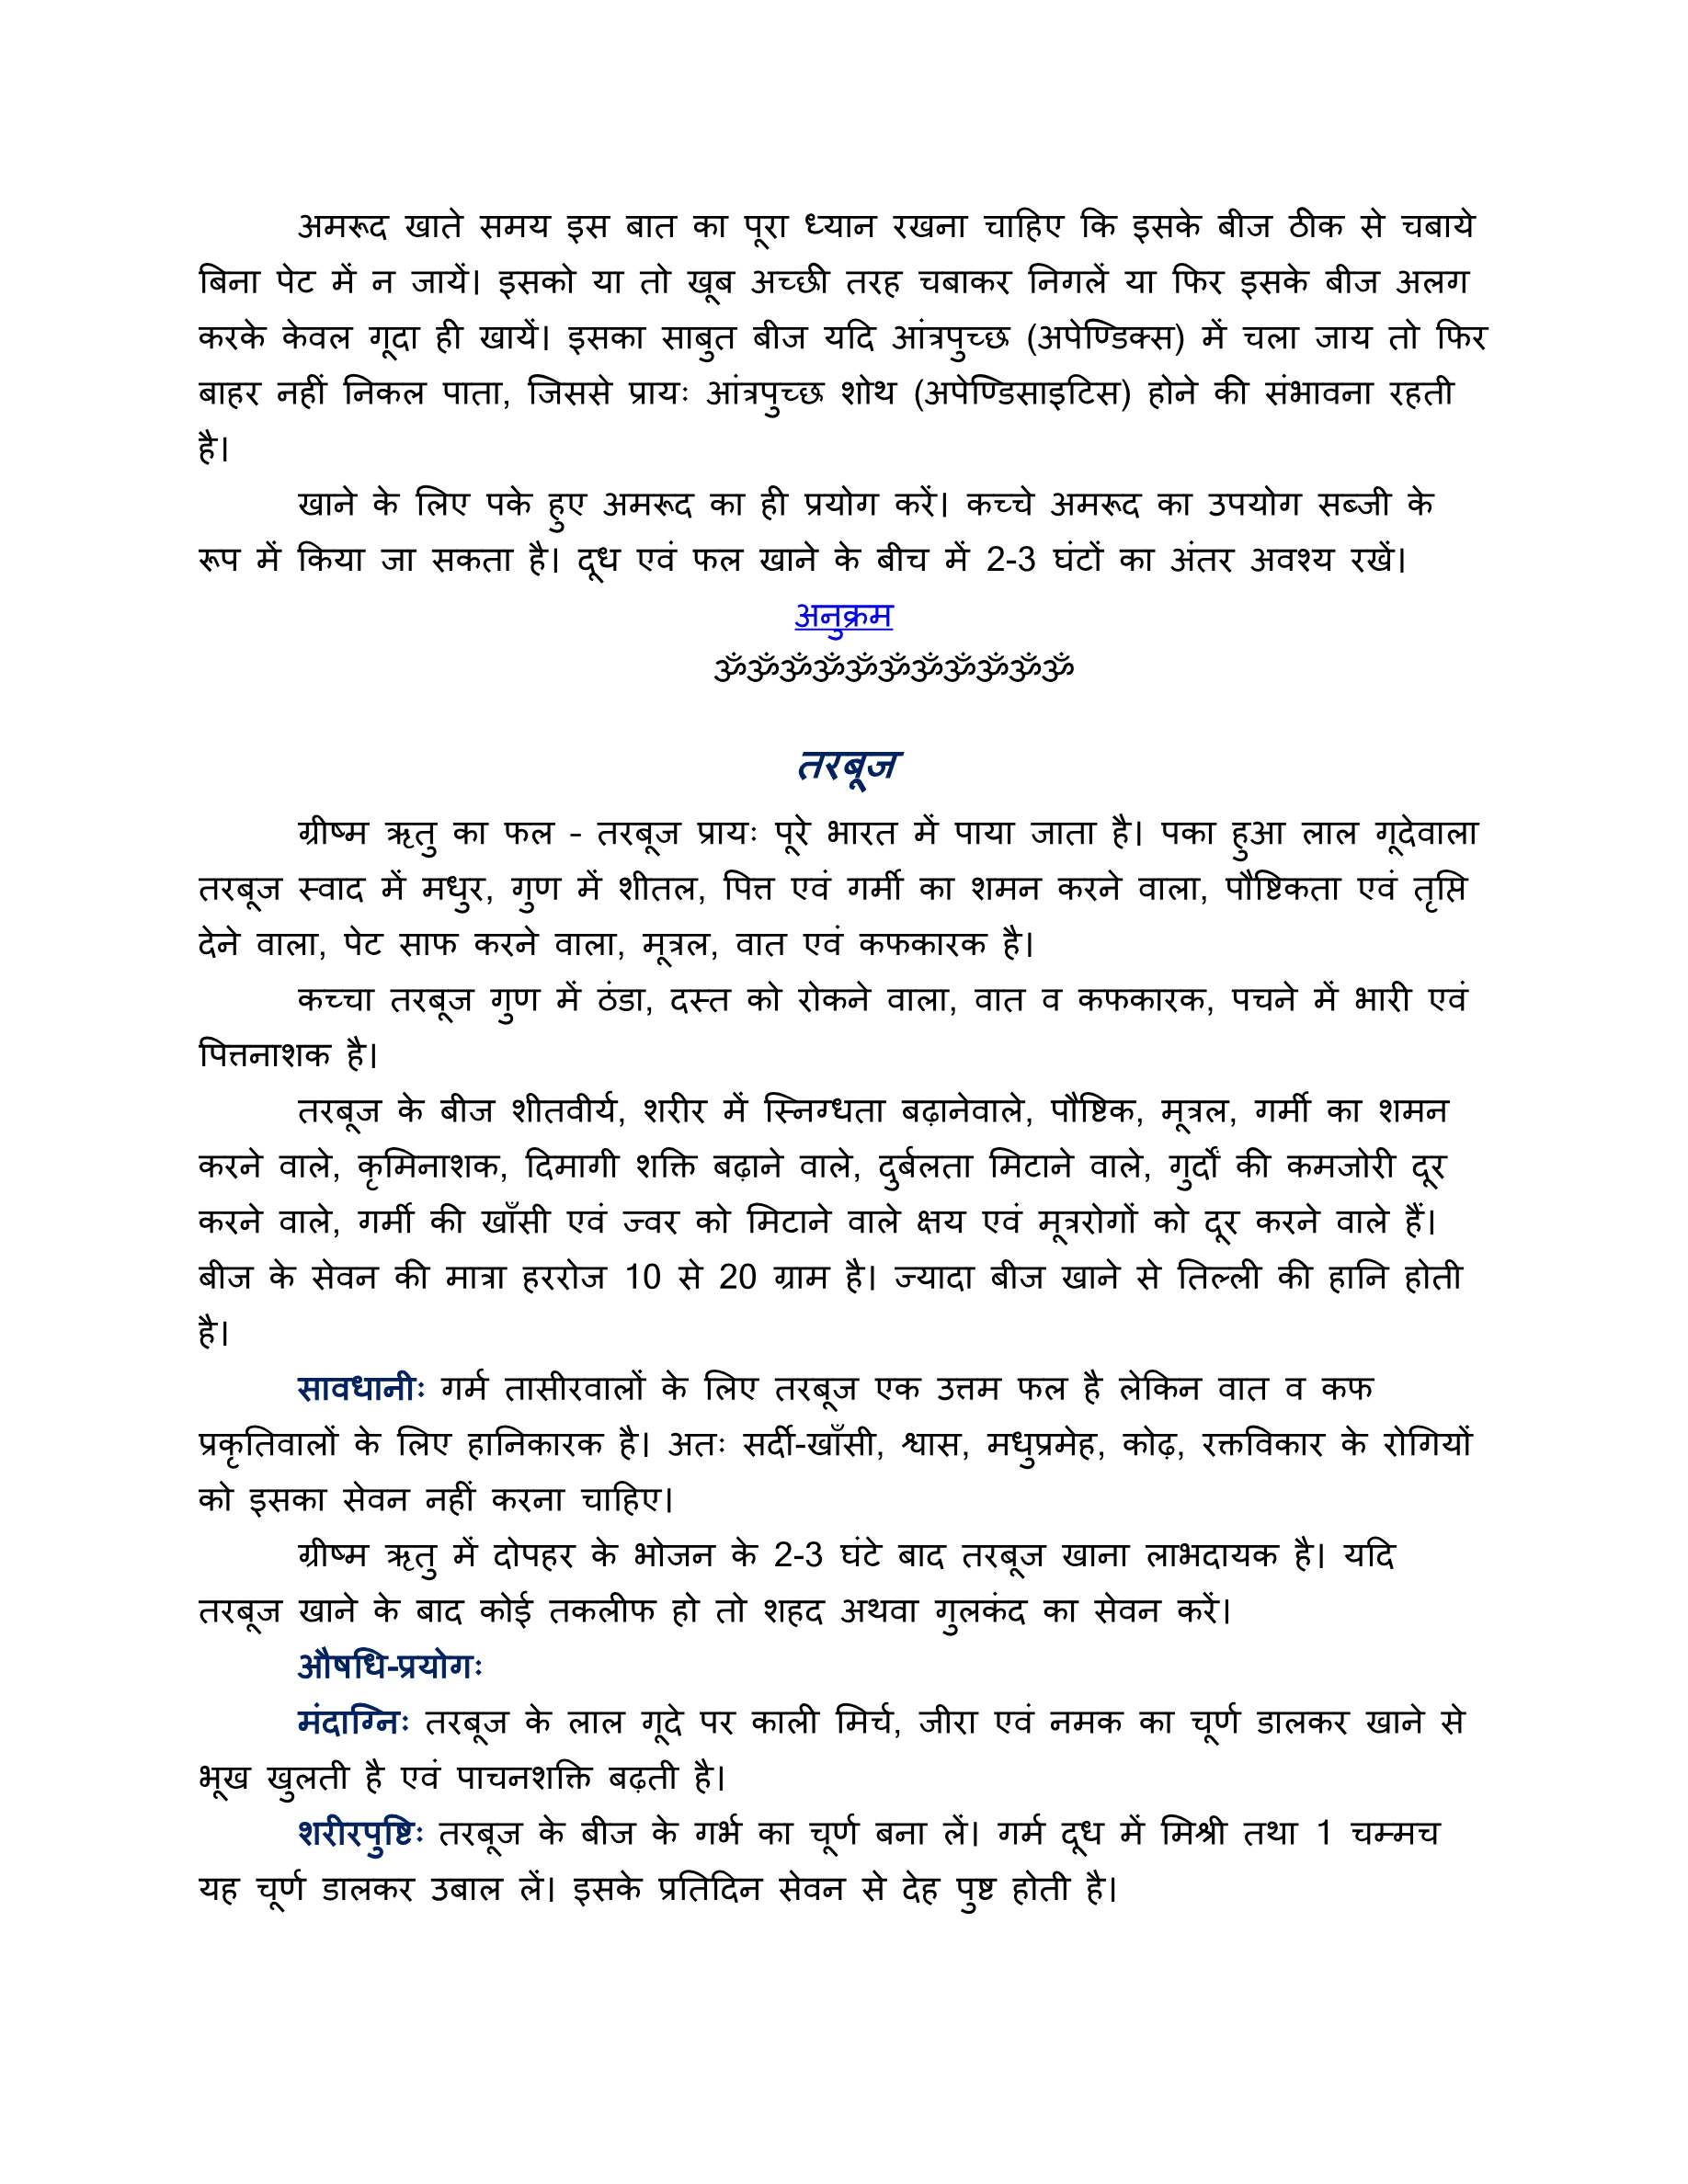 अमरूद खाते समय इस बात का पूरा ध्यान रखना चाहिए कि इसके बीज ठीक से चबाये
बिना पेट में न जायें। इसको या तो खूब अच्छी तरह चबाकर निगलें या फिर इसके बीज अलग
करके केवल गूदा ही खायें। इसका साबुत बीज यदि आंत्रपुच्छ (अपेण्डिक्स) में चला जाय तो फिर
बाहर नहीं निकल पाता, जिससे प्रायः आंत्रपुच्छ शोथ (अपेण्डिसाइटिस) होने की संभावना रहती
है।
खाने के लिए पके हुए अमरूद का ही प्रयोग करें। कच्चे अमरूद का उपयोग सब्जी के
रूप में किया जा सकता है। दूध एवं फल खाने के बीच में 2-3 घंटों का अंतर अवश्य रखें।
अनुक्रम
ॐॐॐॐॐॐॐॐॐॐॐ
तरबूज
ग्रीष्म ऋतु का फल - तरबूज प्रायः पूरे भारत में पाया जाता है। पका हुआ लाल गूदेवाला
तरबूज स्वाद में मधुर, गुण में शीतल, पित्त एवं गर्मी का शमन करने वाला, पौष्टिकता एवं तृप्ति
देने वाला, पेट साफ करने वाला, मूत्रल, वात एवं कफकारक है।
कच्चा तरबूज गुण में ठंडा, दस्त को रोकने वाला, वात व कफकारक, पचने में भारी एवं
पित्तनाशक है।
तरबूज के बीज शीतवीर्य, शरीर में स्निग्धता बढ़ानेवाले, पौष्टिक, मूत्रल, गर्मी का शमन
करने वाले, कृमिनाशक, दिमागी शक्ति बढ़ाने वाले, दुर्बलता मिटाने वाले, गुर्दों की कमजोरी दूर
करने वाले, गर्मी की खाँसी एवं ज्वर को मिटाने वाले क्षय एवं मूत्ररोगों को दूर करने वाले हैं।
बीज के सेवन की मात्रा हररोज 10 से 20 ग्राम है। ज्यादा बीज खाने से तिल्ली की हानि होती
है।
सावधानीः गर्म तासीरवालों के लिए तरबूज एक उत्तम फल है लेकिन वात व कफ
प्रकृतिवालों के लिए हानिकारक है। अतः सर्दी-खाँसी, श्वास, मधुप्रमेह, कोढ़, रक्तविकार के रोगियों
को इसका सेवन नहीं करना चाहिए।
ग्रीष्म ऋतु में दोपहर के भोजन के 2-3 घंटे बाद तरबूज खाना लाभदायक है। यदि
तरबूज खाने के बाद कोई तकलीफ हो तो शहद अथवा गुलकंद का सेवन करें।
औषधि-प्रयोगः
मंदाग्निः तरबूज के लाल गूदे पर काली मिर्च, जीरा एवं नमक का चूर्ण डालकर खाने से
भूख खुलती है एवं पाचनशक्ति बढ़ती है।
शरीरपुष्टिः तरबूज के बीज के गर्भ का चूर्ण बना लें। गर्म दूध में मिश्री तथा 1 चम्मच
यह चूर्ण डालकर उबाल लें। इसके प्रतिदिन सेवन से देह पुष्ट होती है।